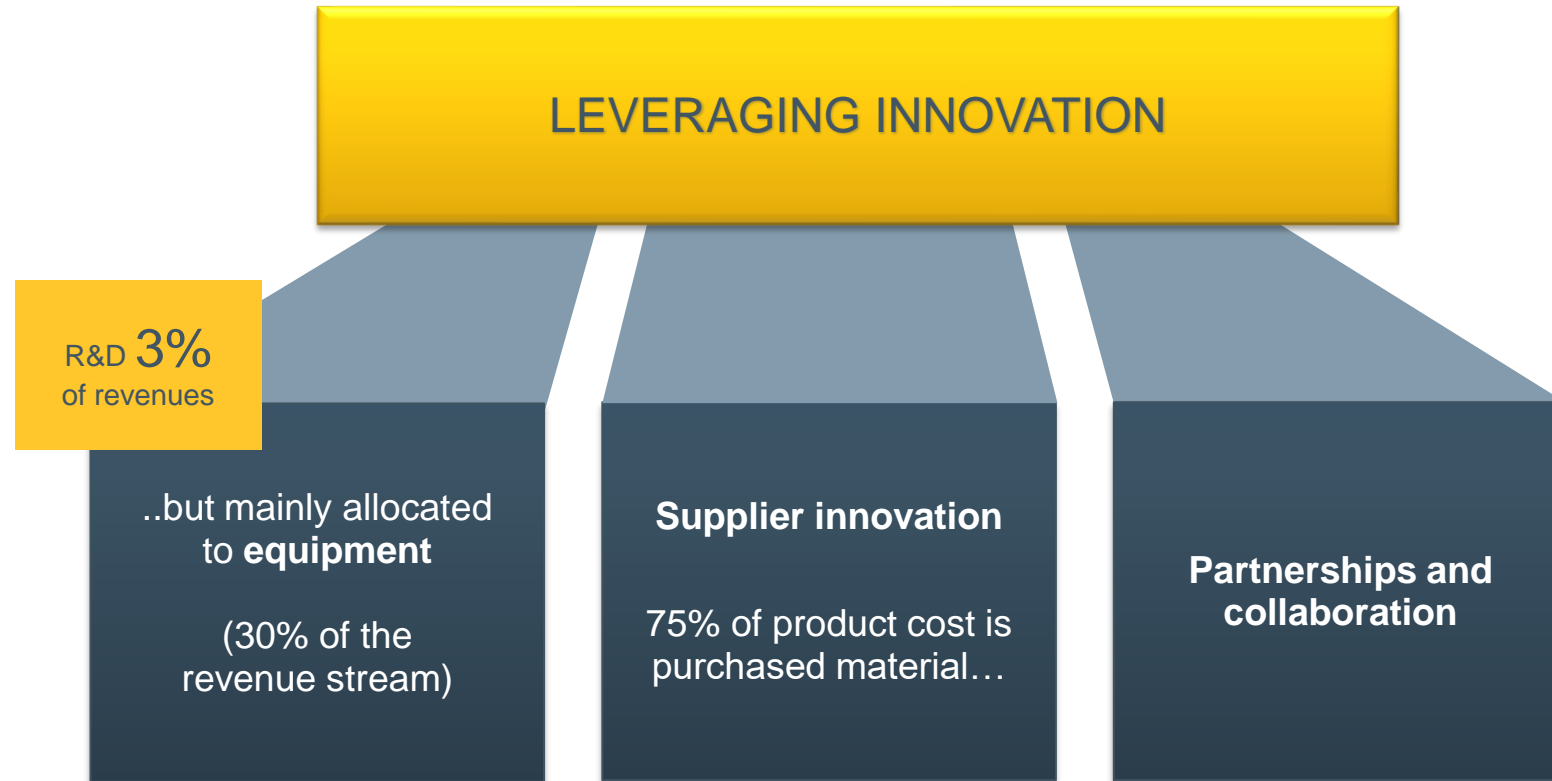 LEVERAGING INNOVATION
R&D 3%
of revenues
..but mainly allocated
to equipment
(30% of the
revenue stream)
Supplier innovation
75% of product cost is
purchased material…
Partnerships and
collaboration